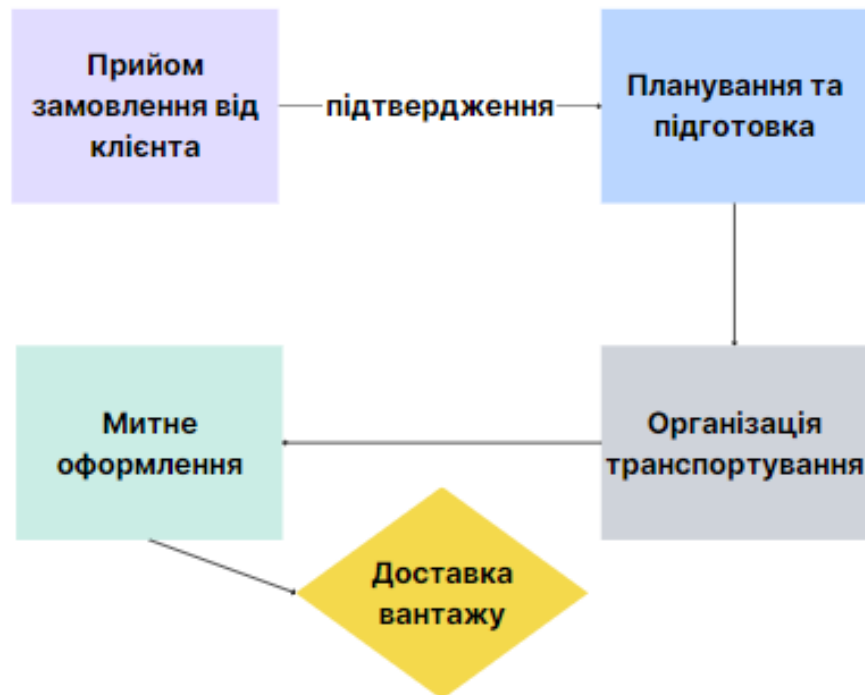 Прийом
замовлення від
клієнта
підтвердження
Планування та
підготовка
Організація
транспортування
Митне
оформлення
Доставка
вантажу